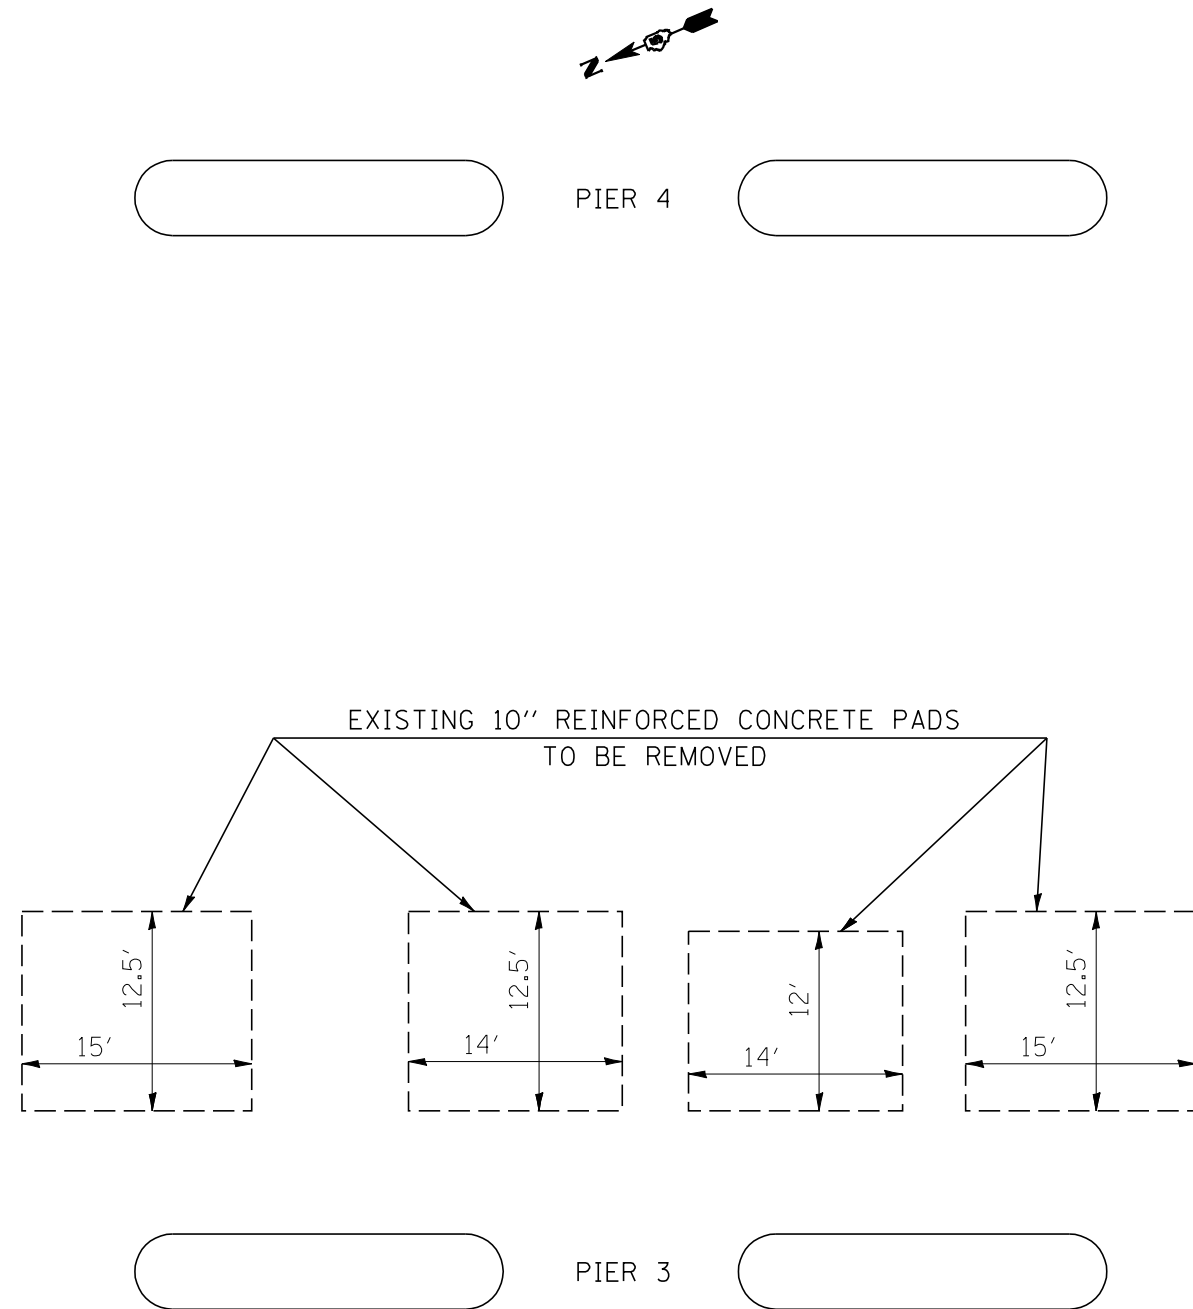 N
PIER 4
EXISTING 10'' REINFORCED CONCRETE PADS
TO BE REMOVED
12.5'
15'
12.5'
14'
12'
14'
12.5'
15'
PIER 3